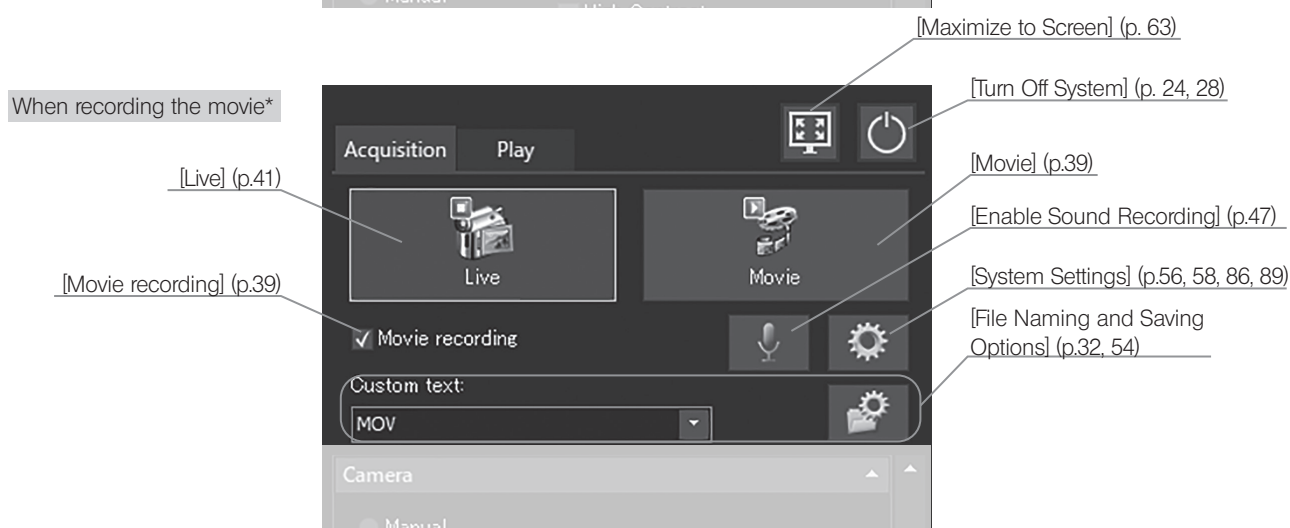 [Maximize to Screen] (p. 63)
When recording the movie*
[Turn Off System] (p. 24, 28)
Acquisition Play
[Live] (p.41)
[Movie] (p.39)
[Enable Sound Recording] (p.47)
Live
Movie
[Movie recording] (p.39)
[System Settings] (p.56, 58, 86, 89)
Movie recording
[File Naming and Saving
Options] (p.32, 54)
Custom text:
MOV
Camera
Manual